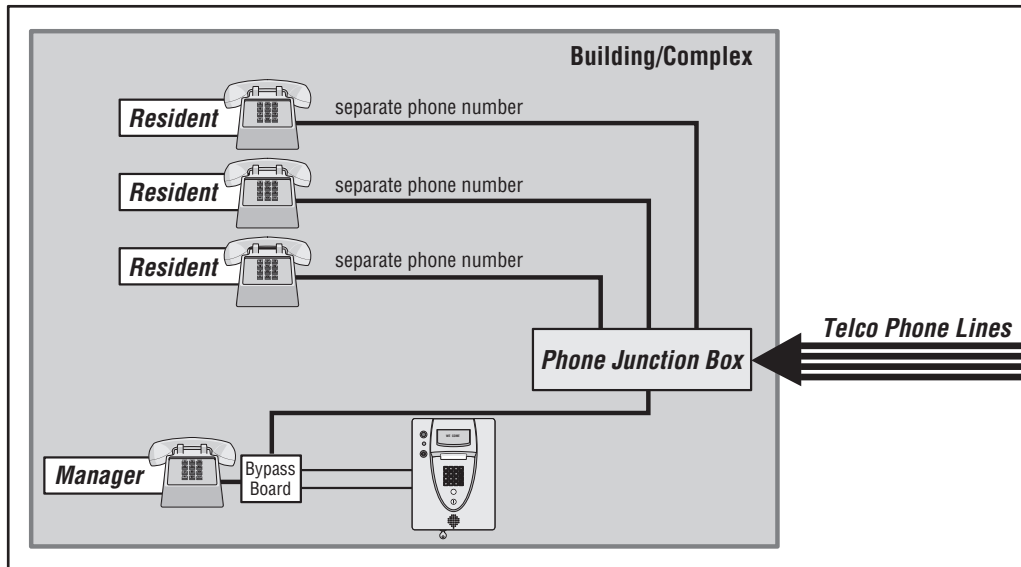 Building/Complex
Resident
separate phone number
Resident
separate phone number
Resident
separate phone number
Telco Phone Lines
Phone Junction Box
Manager
Bypass
Board